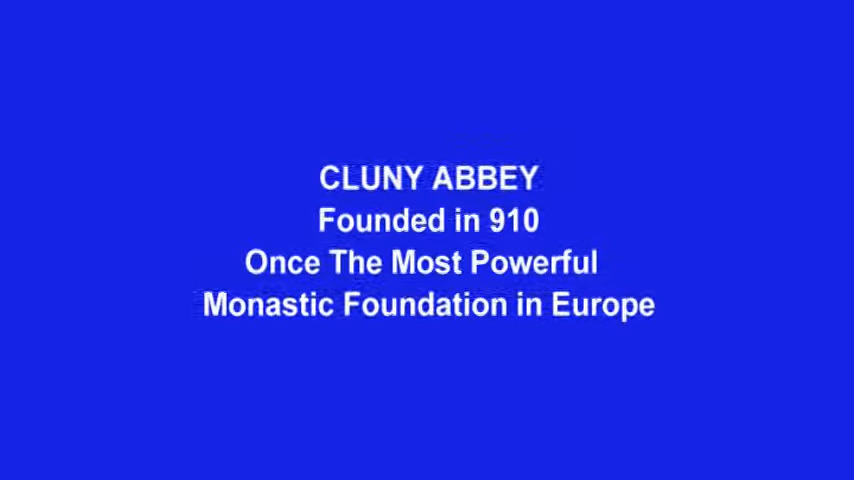 CLUNY ABBEY
Founded in 910
Once The Most Powerful
Monastic Foundation in Europe